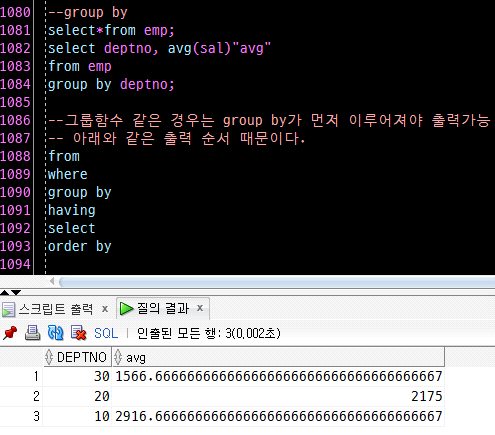 1080 --group by
1081 select*from emp;
1082 select deptno, avg(sal)"avg"
1083 from emp
1084 group by deptno;
1085
1086 --그룹함수 같은 경우는 group by가 먼저 이루어져야 출력가능
1087 -- 아래와 같은 출력 순서 때문이다.
1088 from
1089 where
1090 group by
1091 having
1092 select
1093 order by
1094
스크립트 출력 x 질의 결과 x
SQL | 인출된 모든 행: 3(0,002초)
DEPTNO avg
1 30 1566.66666666666666666666666666666666667
2 20 2175
3 10 2916.66666666666666666666666666666666667